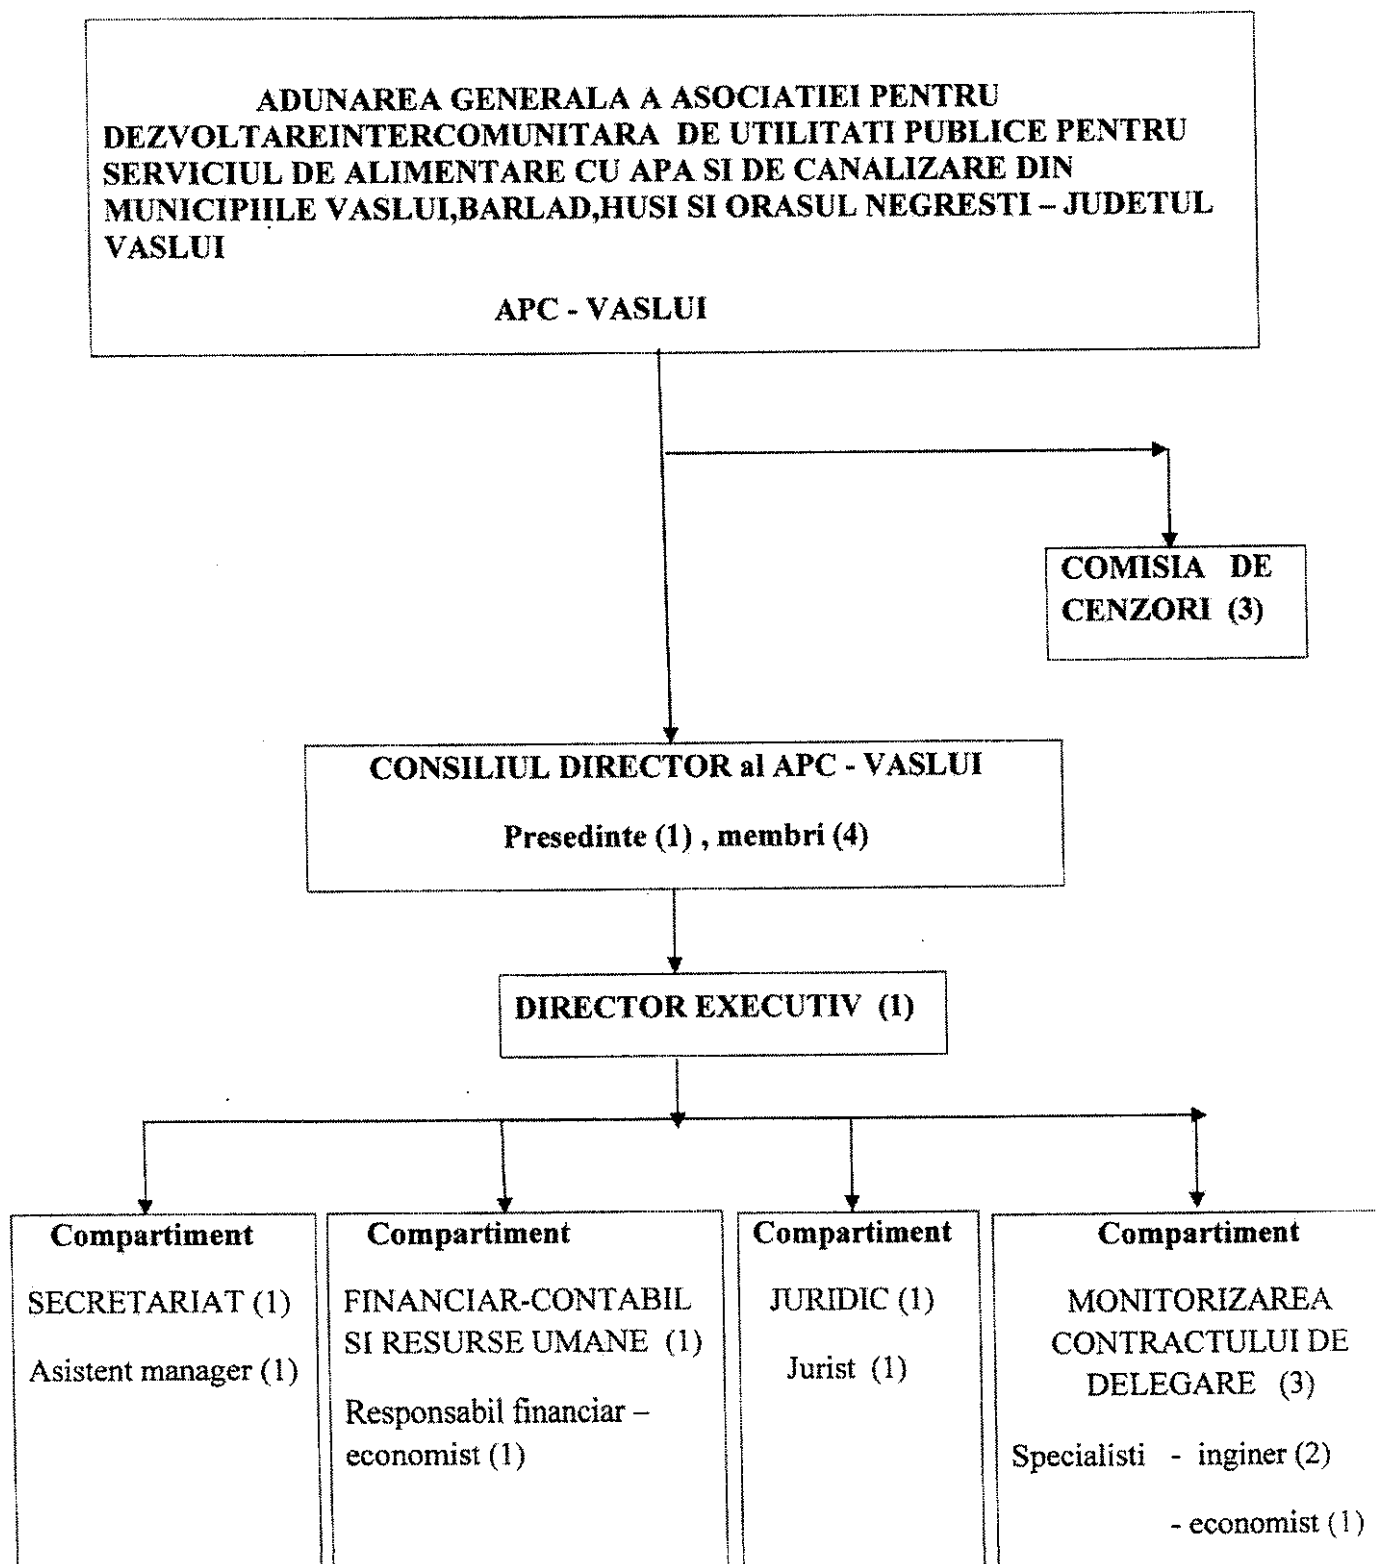 ADUNAREA GENERALA A ASOCIATIEI PENTRU
DEZVOLTAREINTERCOMUNITARA DE UTILITATI PUBLICE PENTRU
SERVICIUL DE ALIMENTARE CU APA SI DE CANALIZARE DIN
MUNICIPIILE VASLUI,BARLAD,HUSI SI ORASUL NEGRESTI – JUDETUL
VASLUI
APC - VASLUI
COMISIA DE
CENZORI (3)
CONSILIUL DIRECTOR al APC - VASLUI
Presedinte (1) , membri (4)
DIRECTOR EXECUTIV (1)
Compartiment
SECRETARIAT (1)
Asistent manager (1)
Compartiment
FINANCIAR-CONTABIL
SI RESURSE UMANE (1)
Responsabil financiar –
economist (1)
Compartiment
JURIDIC (1)
Jurist (1)
Compartiment
MONITORIZAREA
CONTRACTULUI DE
DELEGARE (3)
Specialisti - inginer (2)
- economist (1)